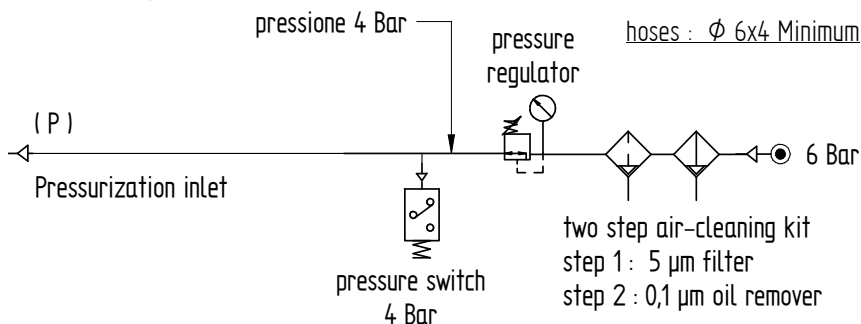 pressione 4 Bar
pressure
regulator
hoses : Φ 6x4 Minimum
( P )
Pressurization inlet
6 Bar
pressure switch
4 Bar
two step air-cleaning kit
step 1 : 5 µm filter
step 2 : 0,1 µm oil remover